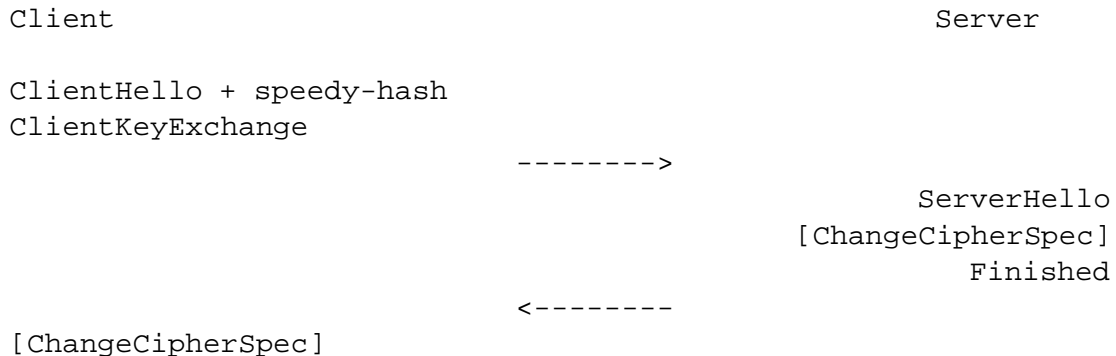 Client Server
ClientHello + speedy-hash
ClientKeyExchange
-------->
ServerHello
[ChangeCipherSpec]
Finished
<--------
[ChangeCipherSpec]